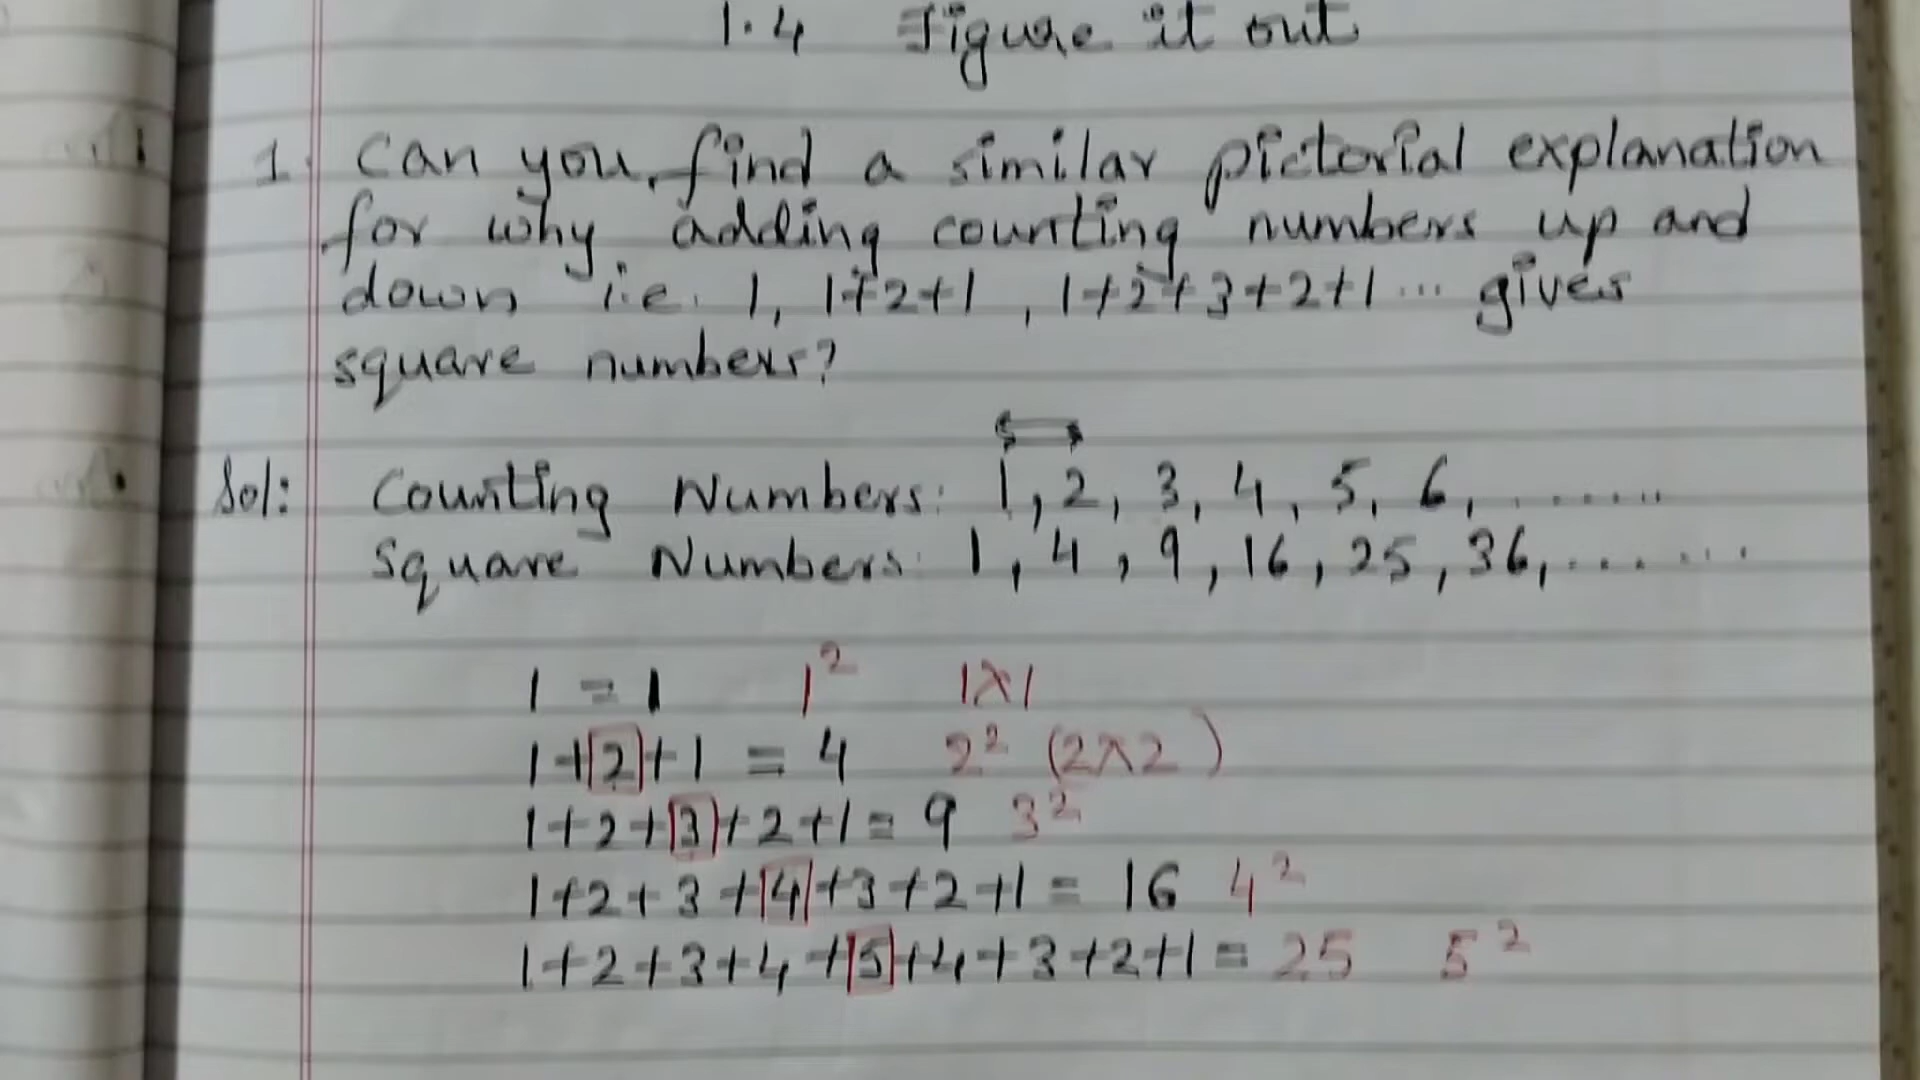 1.4 Figure it out
1. Can you find a similar pictorial explanation
for why adding counting numbers up and
down i.e. 1, 1+2+1, 1+2+3+2+1... gives
square numbers?
Sol: Counting Numbers: 1, 2, 3, 4, 5, 6, .......
Square Numbers: 1, 4, 9, 16, 25, 36, .......
1 = 1 1² 1×1
1+2+1 = 4 2² (2×2)
1+2+3+2+1 = 9 3²
1+2+3+4+3+2+1 = 16 4²
1+2+3+4+5+4+3+2+1 = 25 5²